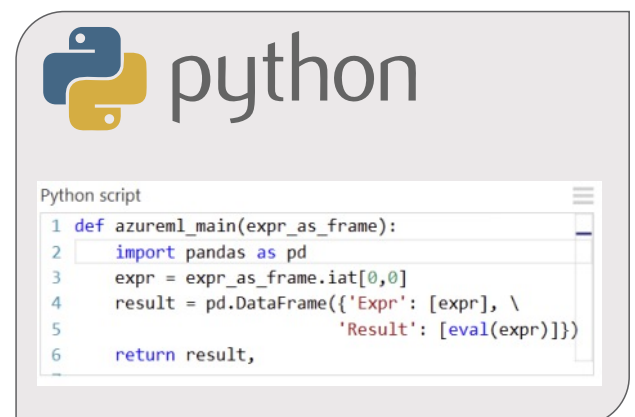 python
Python script
1 def azureml_main(expr_as_frame):
2     import pandas as pd
3     expr = expr_as_frame.iat[0,0]
4     result = pd.DataFrame({'Expr': [expr], \
5                            'Result': [eval(expr)]})
6     return result,